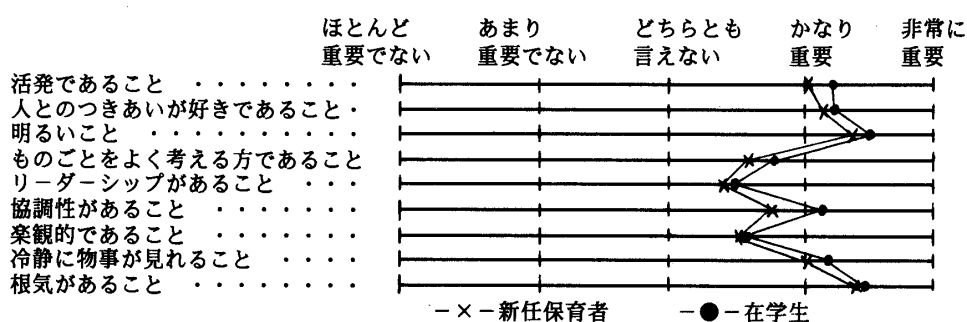 ほとんど あまり どちらとも かなり 非常に
重要でない 重要でない 言えない 重要 重要
活発であること ・・・・・・・・
人とのつきあいが好きであること・
明るいこと ・・・・・・・・・・
ものごとをよく考える方であること
リーダーシップがあること ・・・
協調性があること ・・・・・・・
楽観的であること ・・・・・・・
冷静に物事が見れること ・・・・
根気があること ・・・・・・・・
-×-新任保育者 -●-在学生